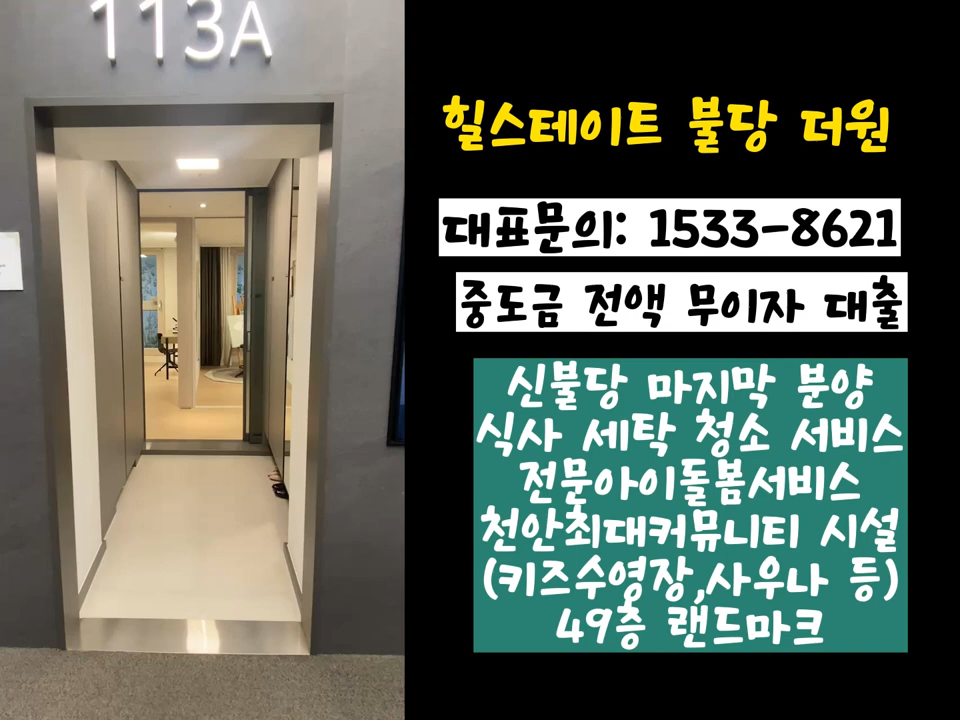 113A
힐스테이트 불당 더원
대표문의: 1533-8621
중도금 전액 무이자 대출
신불당 마지막 분양
식사 세탁 청소 서비스
전문아이돌봄서비스
천안최대커뮤니티 시설
(키즈수영장,사우나 등)
49층 랜드마크